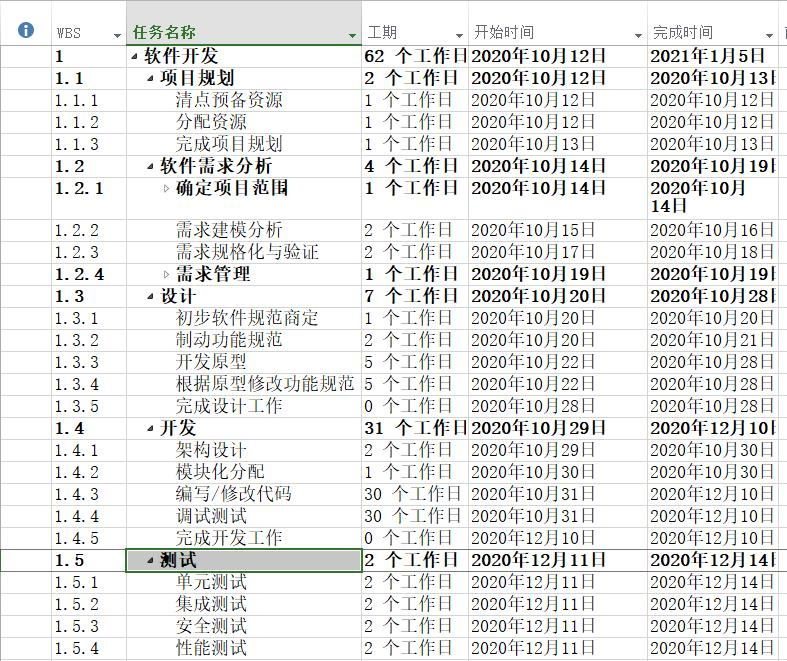 WBS 任务名称 工期 开始时间 完成时间
1 软件开发 62 个工作日 2020年10月12日 2021年1月5日
1.1 项目规划 2 个工作日 2020年10月12日 2020年10月13日
1.1.1 清点预备资源 1 个工作日 2020年10月12日 2020年10月12日
1.1.2 分配资源 1 个工作日 2020年10月12日 2020年10月12日
1.1.3 完成项目规划 1 个工作日 2020年10月13日 2020年10月13日
1.2 软件需求分析 4 个工作日 2020年10月14日 2020年10月19日
1.2.1 确定项目范围 1 个工作日 2020年10月14日 2020年10月
14日
1.2.2 需求建模分析 2 个工作日 2020年10月15日 2020年10月16日
1.2.3 需求规格化与验证 2 个工作日 2020年10月17日 2020年10月18日
1.2.4 需求管理 1 个工作日 2020年10月19日 2020年10月19日
1.3 设计 7 个工作日 2020年10月20日 2020年10月28日
1.3.1 初步软件规范商定 1 个工作日 2020年10月20日 2020年10月20日
1.3.2 制动功能规范 2 个工作日 2020年10月20日 2020年10月21日
1.3.3 开发原型 5 个工作日 2020年10月22日 2020年10月28日
1.3.4 根据原型修改功能规范 5 个工作日 2020年10月22日 2020年10月28日
1.3.5 完成设计工作 0 个工作日 2020年10月28日 2020年10月28日
1.4 开发 31 个工作日 2020年10月29日 2020年12月10日
1.4.1 架构设计 2 个工作日 2020年10月29日 2020年10月30日
1.4.2 模块化分配 1 个工作日 2020年10月30日 2020年10月30日
1.4.3 编写/修改代码 30 个工作日 2020年10月31日 2020年12月10日
1.4.4 调试测试 30 个工作日 2020年10月31日 2020年12月10日
1.4.5 完成开发工作 0 个工作日 2020年12月10日 2020年12月10日
1.5 测试 2 个工作日 2020年12月11日 2020年12月14日
1.5.1 单元测试 2 个工作日 2020年12月11日 2020年12月14日
1.5.2 集成测试 2 个工作日 2020年12月11日 2020年12月14日
1.5.3 安全测试 2 个工作日 2020年12月11日 2020年12月14日
1.5.4 性能测试 2 个工作日 2020年12月11日 2020年12月14日